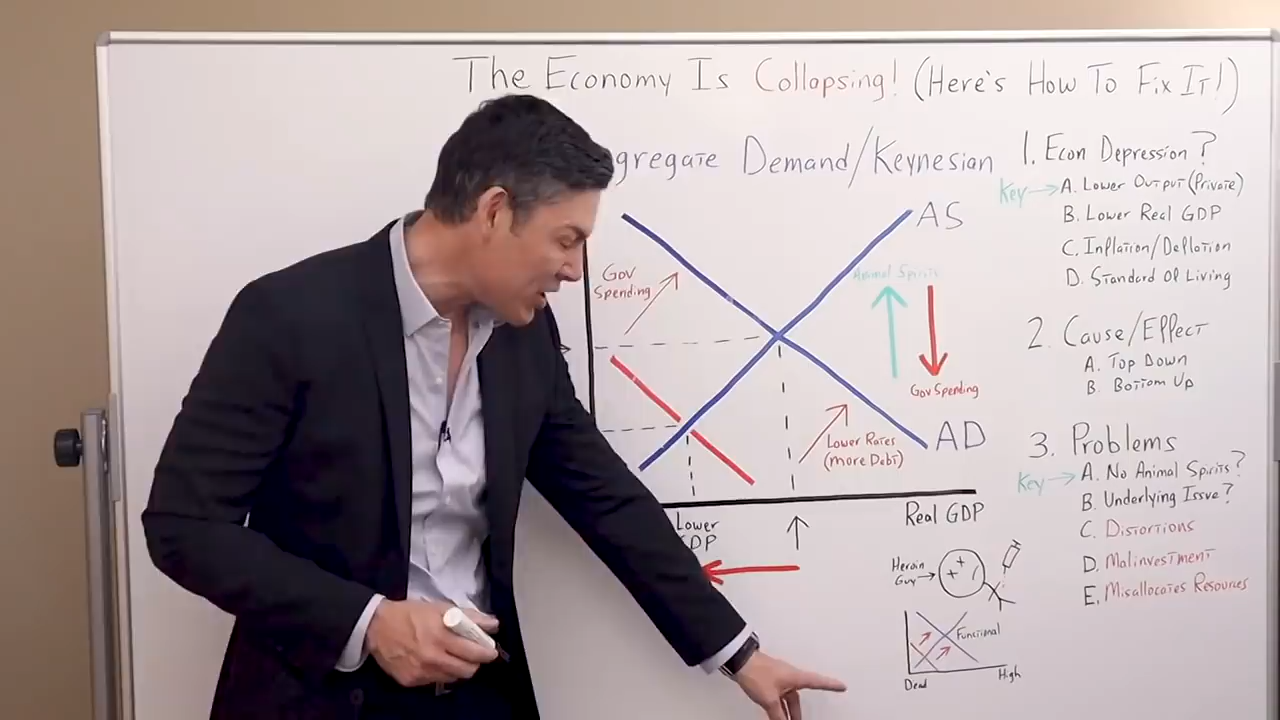 The Economy Is Collapsing! (Here's How To Fix It!)
gregate Demand/Keynesian
AS
Gov
Spending
Animal Spirits
Gov Spending
Lower Rates
(more Debt)
AD
Lower
DP
Real GDP
1. Econ Depression?
Key → A. Lower Output (Private)
B. Lower Real GDP
C. Inflation/Deflation
D. Standard Of Living
2. Cause/Effect
A. Top Down
B. Bottom Up
3. Problems
Key → A. No Animal Spirits?
B. Underlying Issue?
C. Distortions
D. Malinvestment
E. Misallocates Resources
Heroin
Guy →
Functional
Dead
High